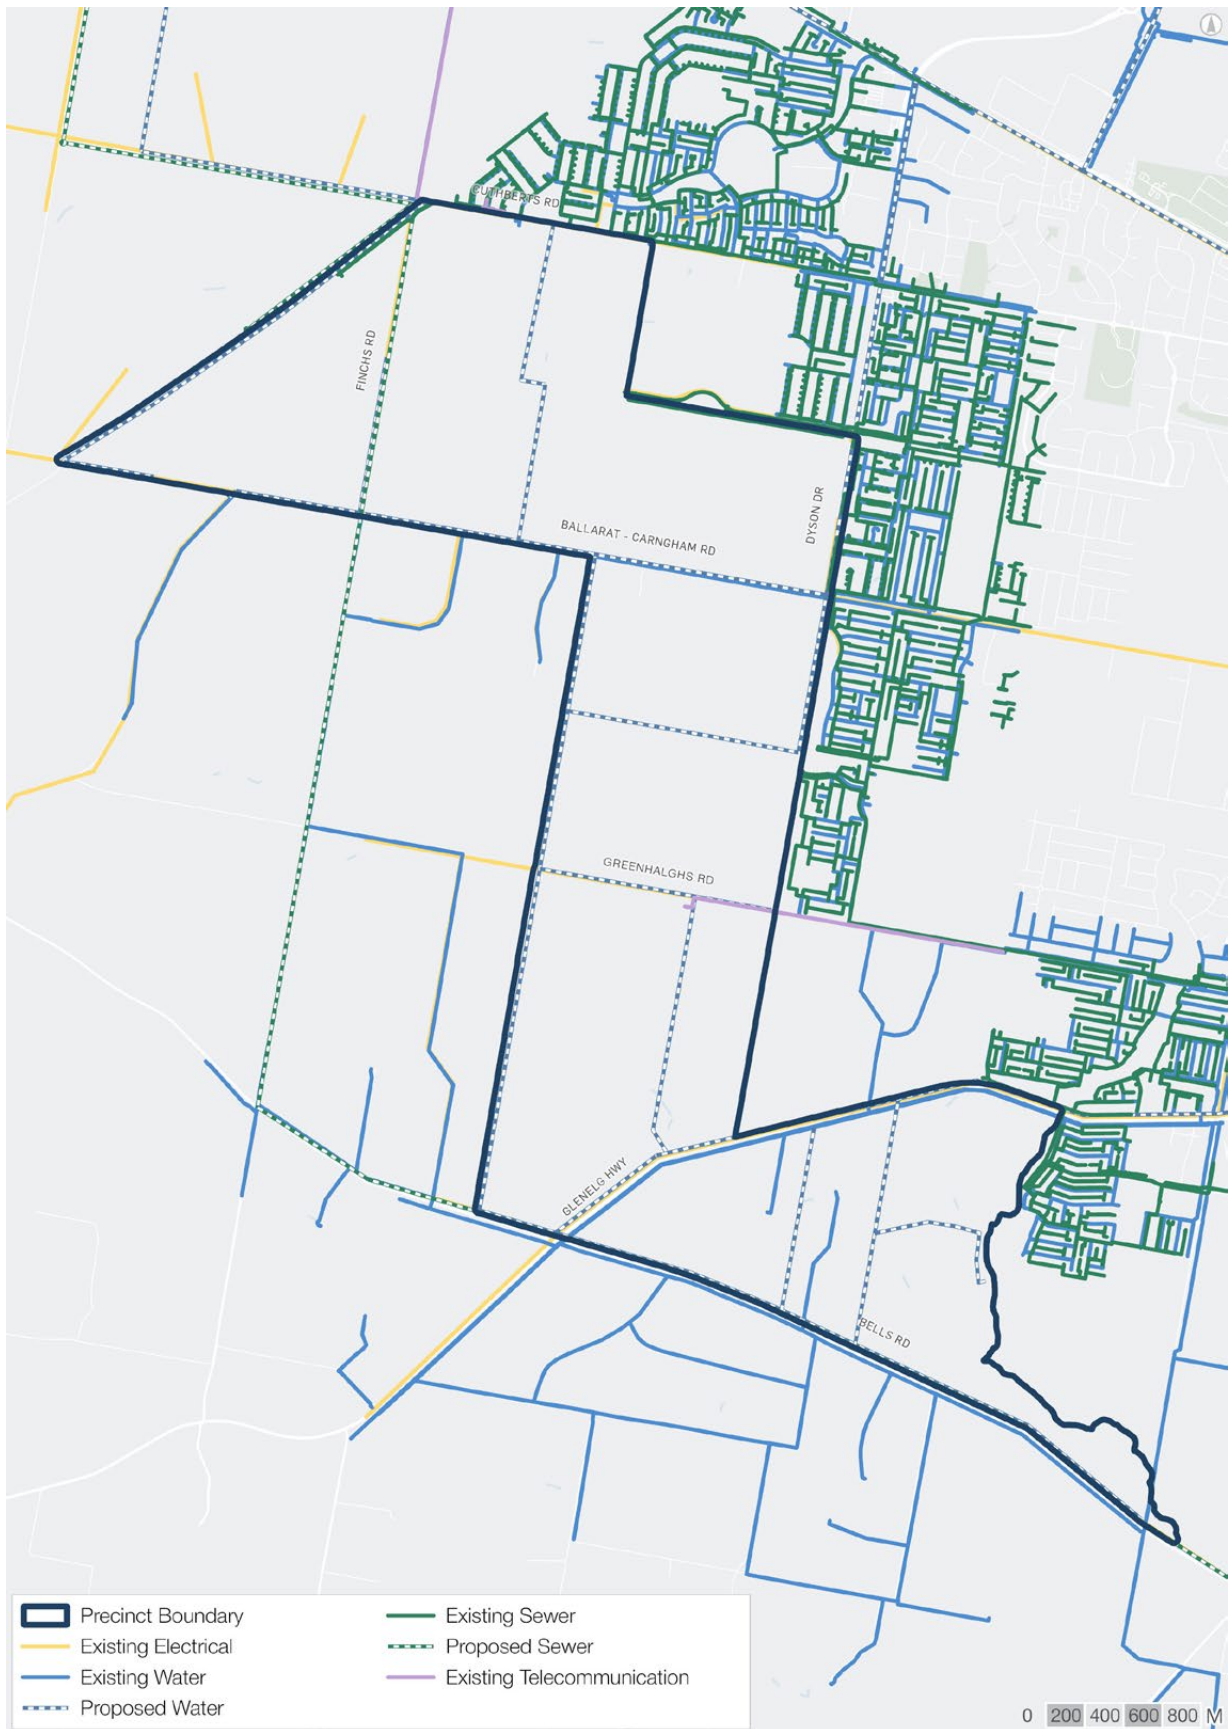 CUTHBERTS RD
FINCHS RD
DYSON DR
BALLARAT - CARNGHAM RD
GREENHALGHS RD
GLENELG HWY
BELLS RD
Precinct Boundary
Existing Electrical
Existing Water
Proposed Water
Existing Sewer
Proposed Sewer
Existing Telecommunication
0 200 400 600 800 M